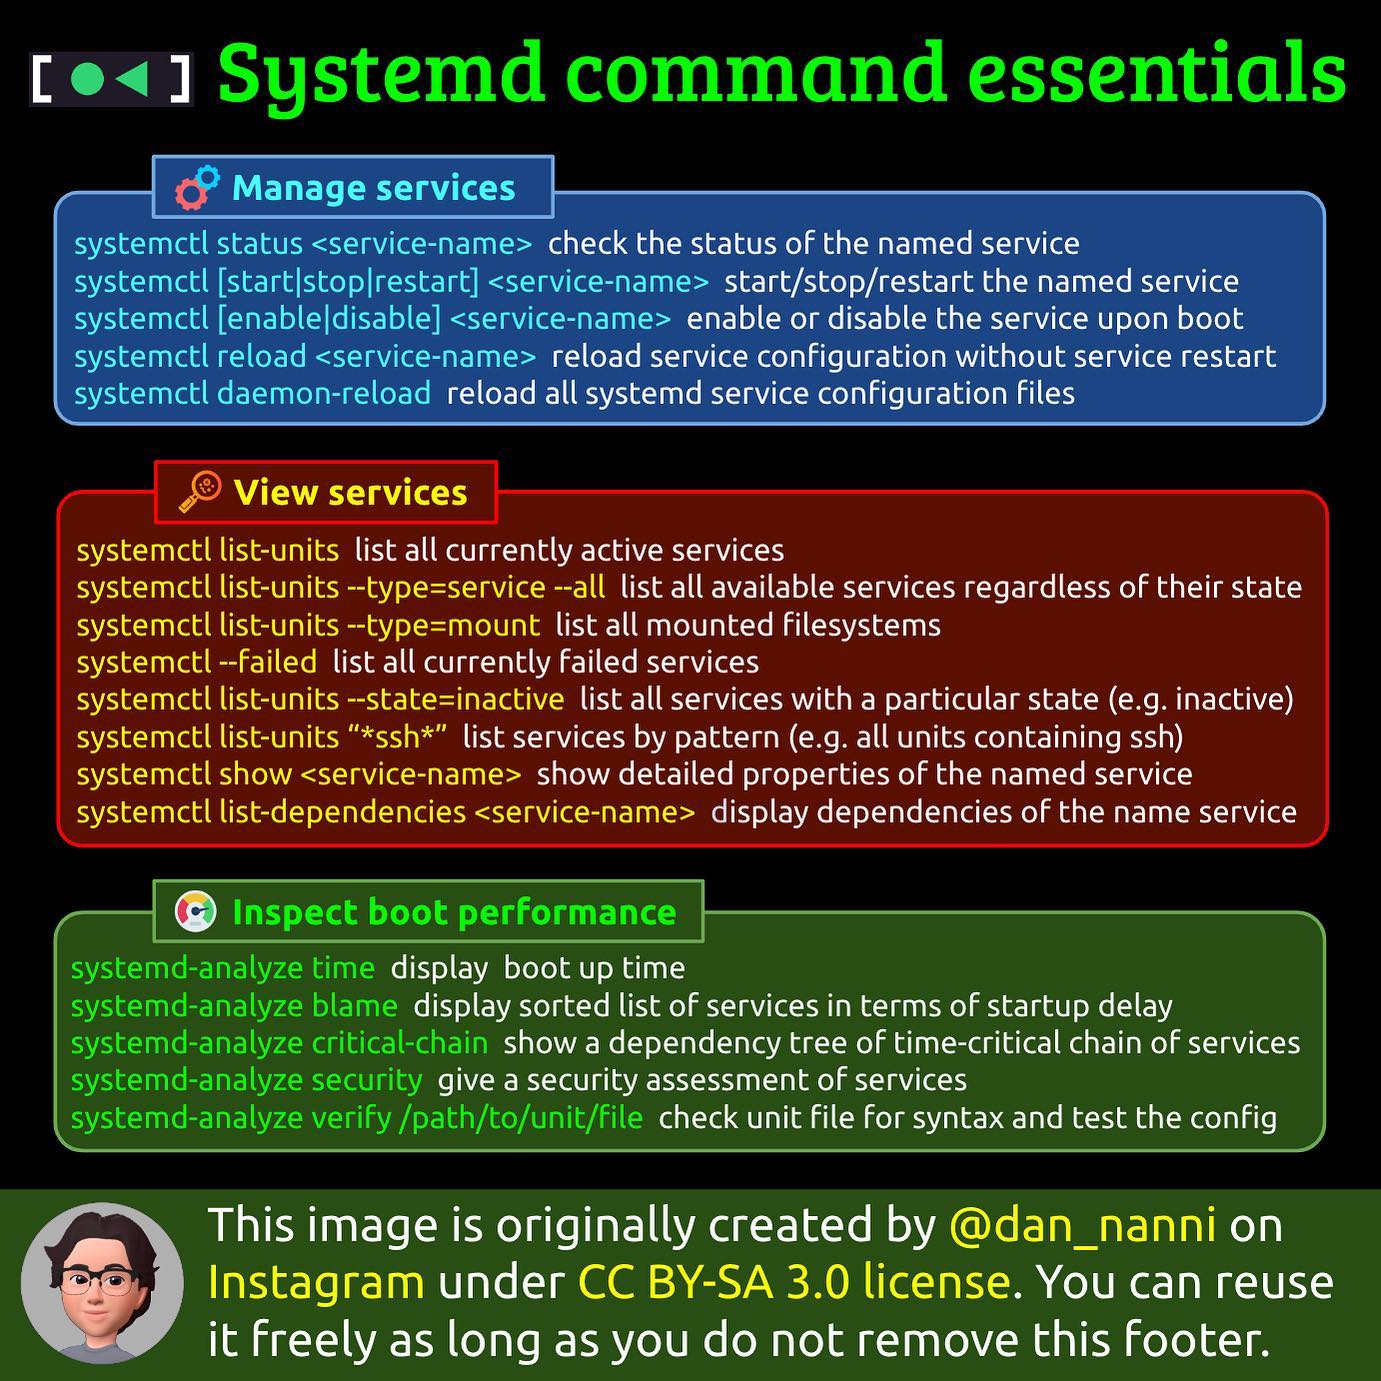 [ ●◀ ] Systemd command essentials
Manage services
systemctl status <service-name> check the status of the named service
systemctl [start|stop|restart] <service-name> start/stop/restart the named service
systemctl [enable|disable] <service-name> enable or disable the service upon boot
systemctl reload <service-name> reload service configuration without service restart
systemctl daemon-reload reload all systemd service configuration files
View services
systemctl list-units list all currently active services
systemctl list-units --type=service --all list all available services regardless of their state
systemctl list-units --type=mount list all mounted filesystems
systemctl --failed list all currently failed services
systemctl list-units --state=inactive list all services with a particular state (e.g. inactive)
systemctl list-units “*ssh*” list services by pattern (e.g. all units containing ssh)
systemctl show <service-name> show detailed properties of the named service
systemctl list-dependencies <service-name> display dependencies of the name service
Inspect boot performance
systemd-analyze time display boot up time
systemd-analyze blame display sorted list of services in terms of startup delay
systemd-analyze critical-chain show a dependency tree of time-critical chain of services
systemd-analyze security give a security assessment of services
systemd-analyze verify /path/to/unit/file check unit file for syntax and test the config
This image is originally created by @dan_nanni on
Instagram under CC BY-SA 3.0 license. You can reuse
it freely as long as you do not remove this footer.